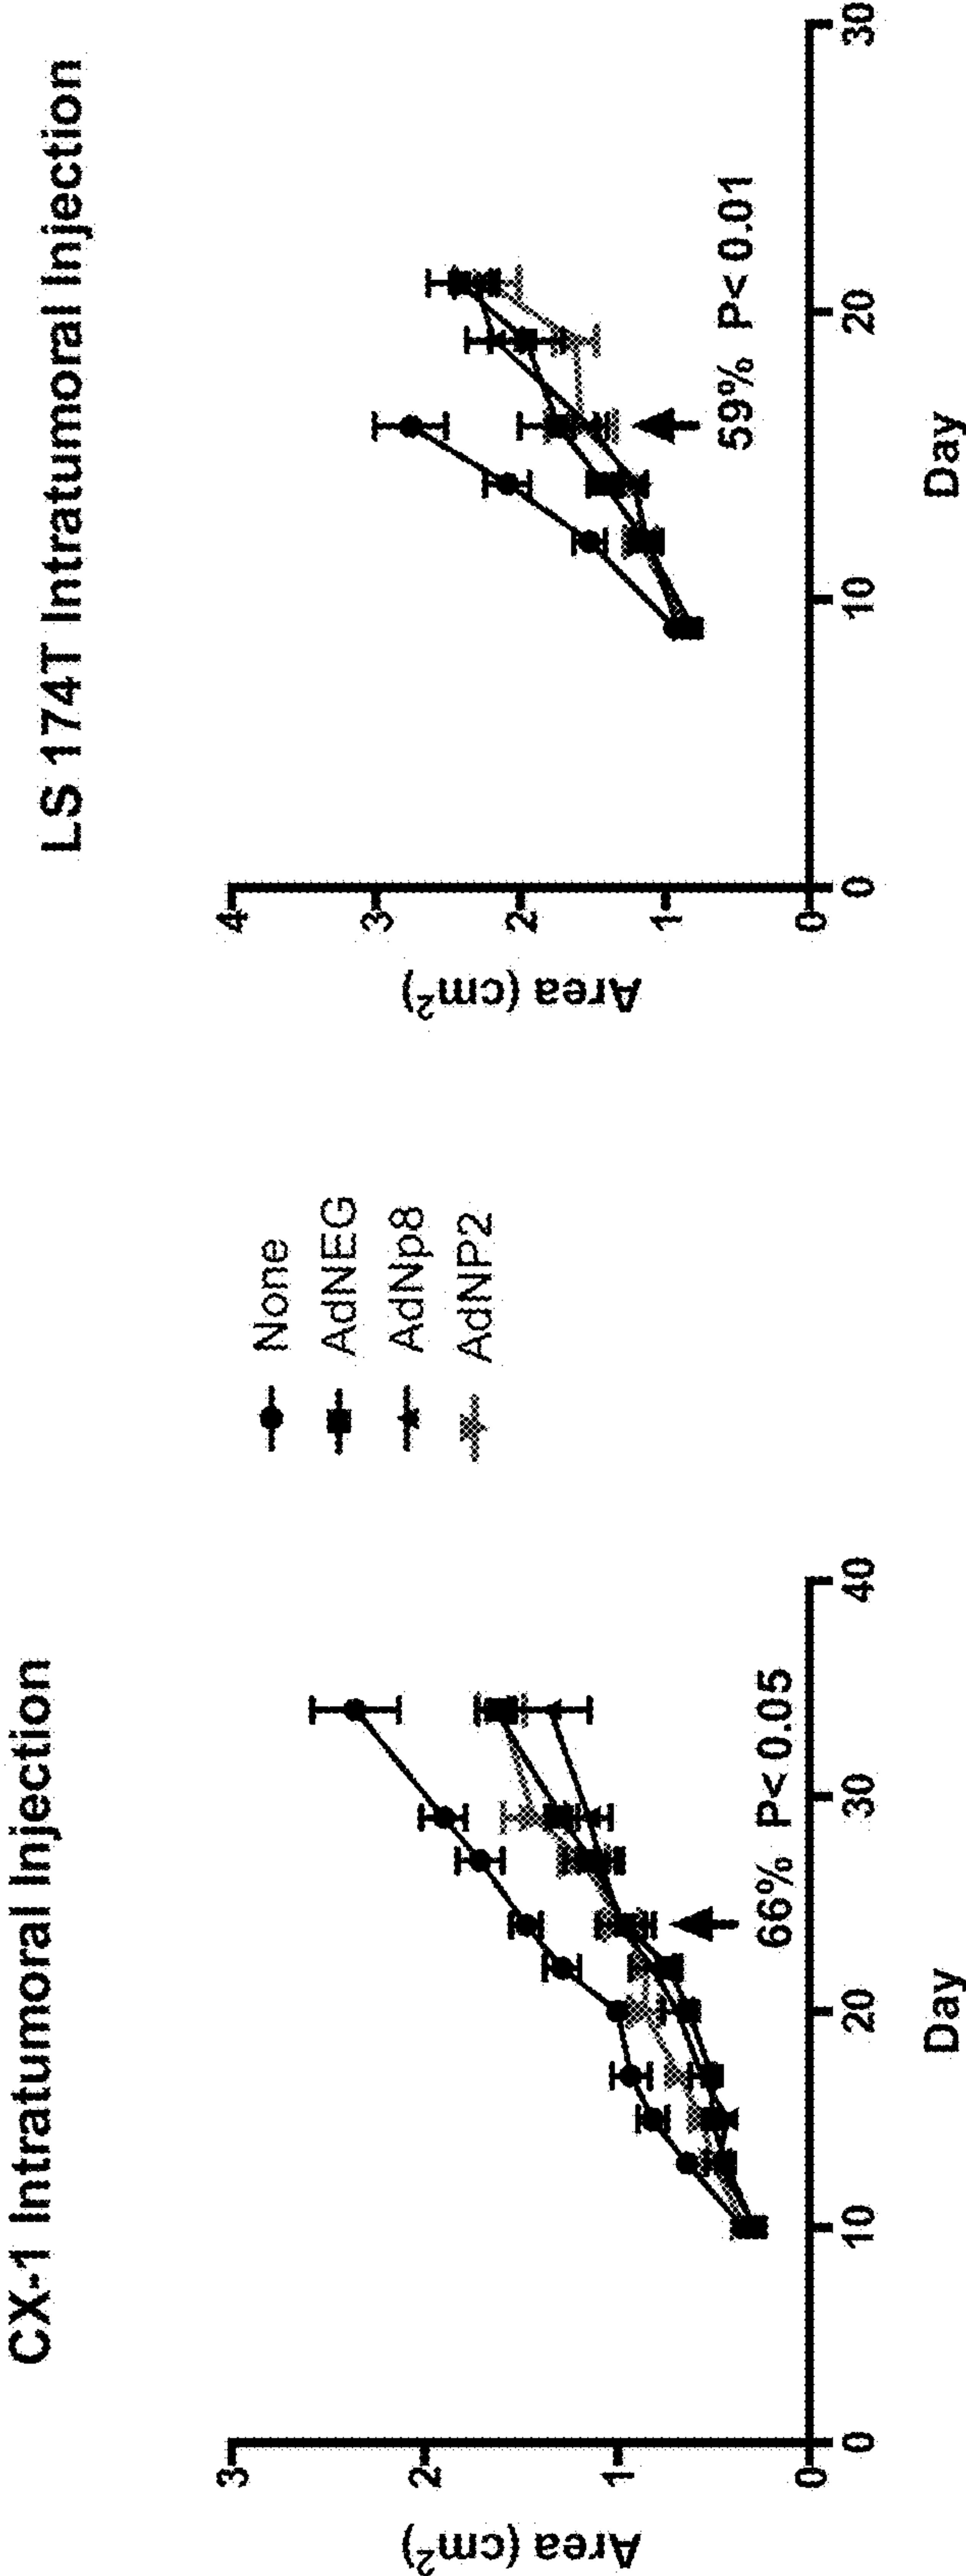 CX-1 Intratumoral Injection
Area (cm²)
3
2
1
0
0
10
20
30
40
66% P< 0.05
Day
None
AdNEG
AdNp8
AdNP2
LS 174T Intratumoral Injection
Area (cm²)
4
3
2
1
0
0
10
20
30
59% P< 0.01
Day